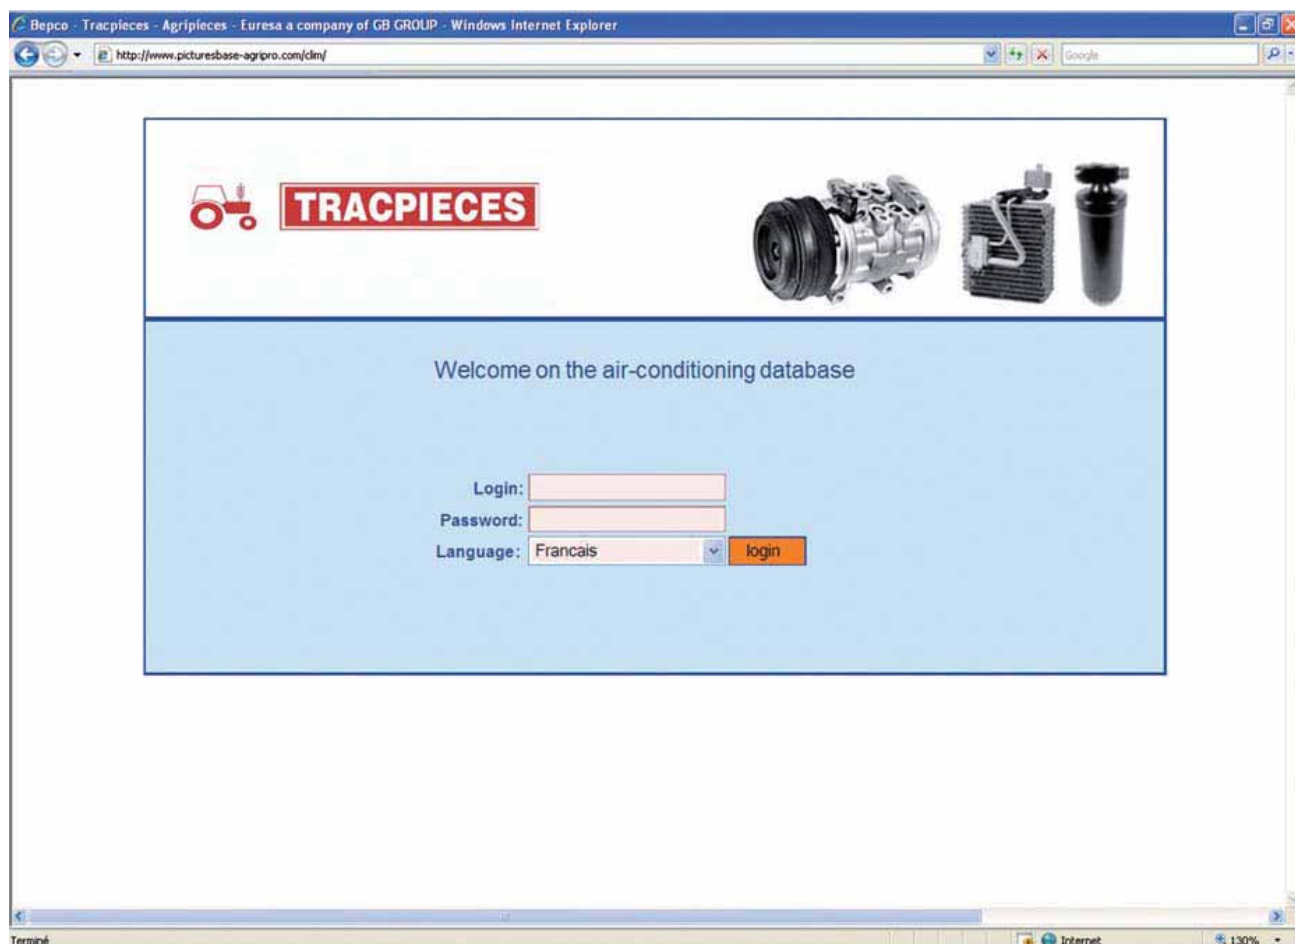 Bepco - Tracpieces - Agripieces - Euresa a company of GB GROUP - Windows Internet Explorer
http://www.picturesbase-agripro.com/clim/
Google
TRACPIECES
Welcome on the air-conditioning database
Login:
Password:
Language: Francais login
Terminé Internet 130%